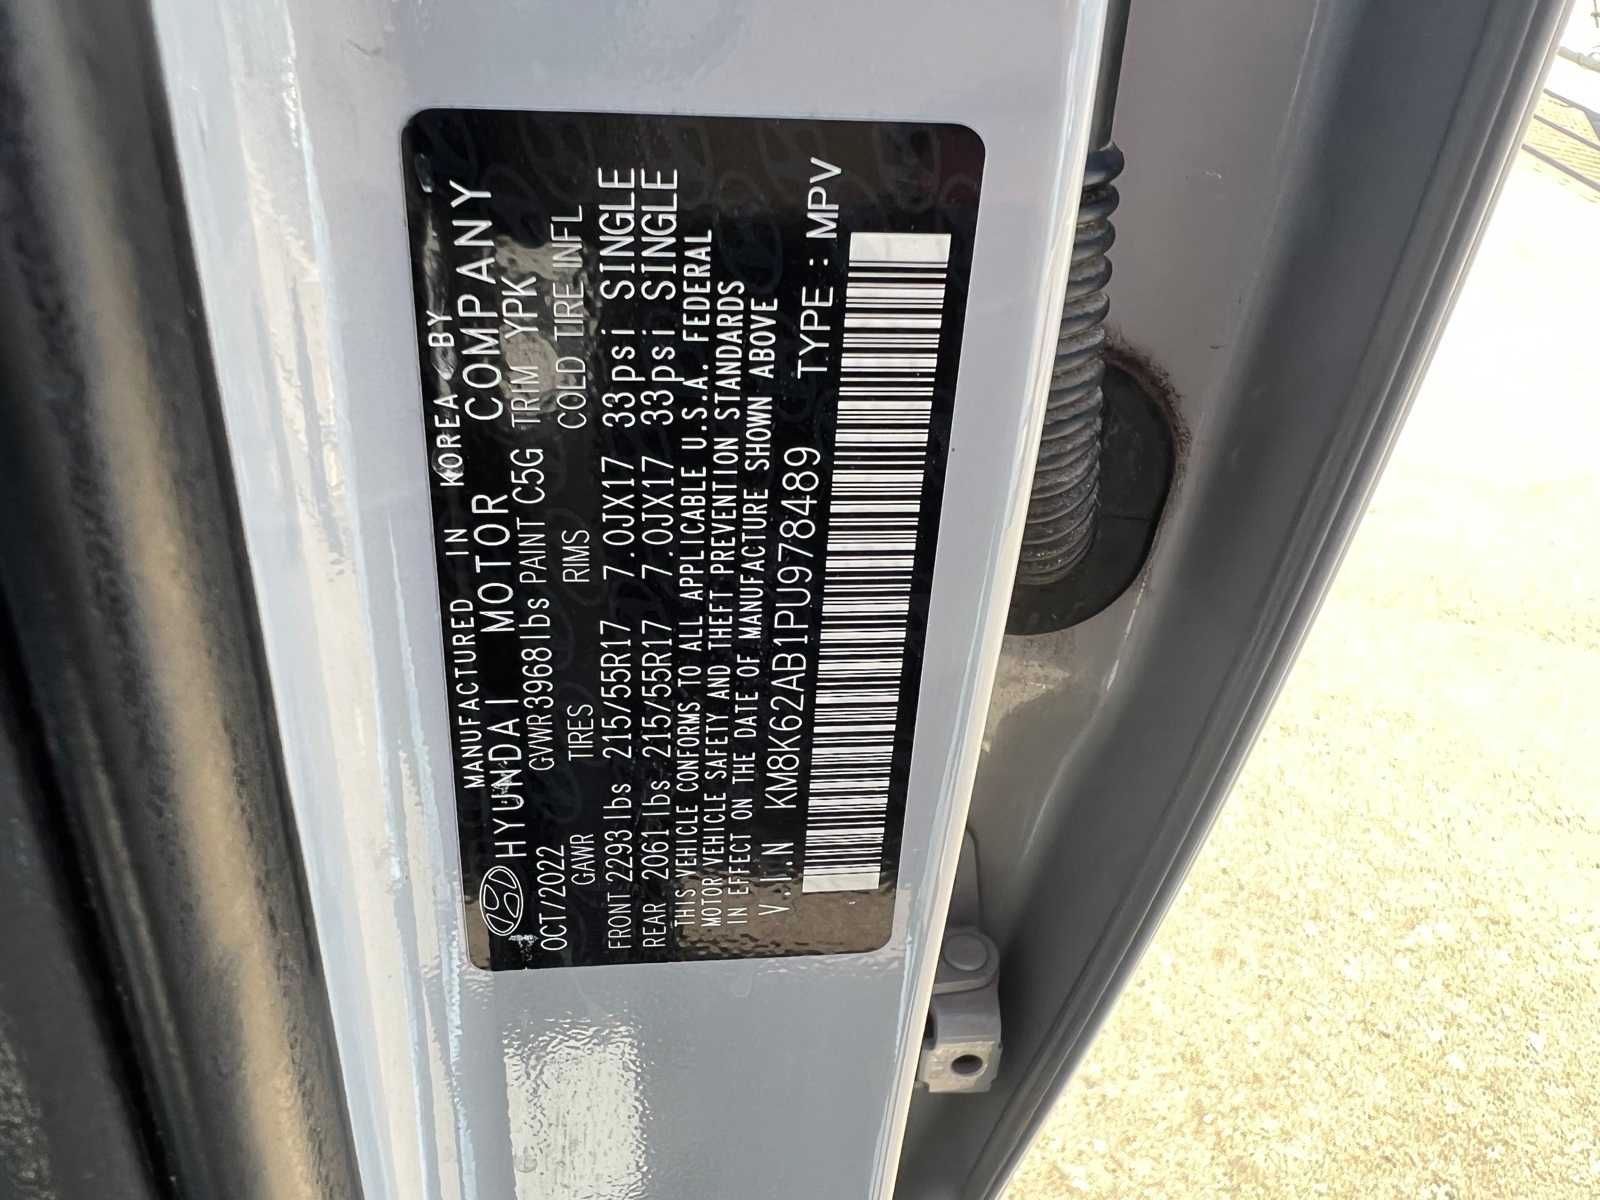 MANUFACTURED IN KOREA BY
HYUNDAI MOTOR COMPANY
OCT/2022 GVWR 3968lbs PAINT C5G TRIM YPK
GAWR TIRES RIMS COLD TIRE INFL
FRONT 2293lbs 215/55R17 7.0JX17 33psi SINGLE
REAR 2061lbs 215/55R17 7.0JX17 33psi SINGLE
THIS VEHICLE CONFORMS TO ALL APPLICABLE U.S.A. FEDERAL
MOTOR VEHICLE SAFETY AND THEFT PREVENTION STANDARDS
IN EFFECT ON THE DATE OF MANUFACTURE SHOWN ABOVE
V.I.N KM8K62AB1PU978489 TYPE : MPV